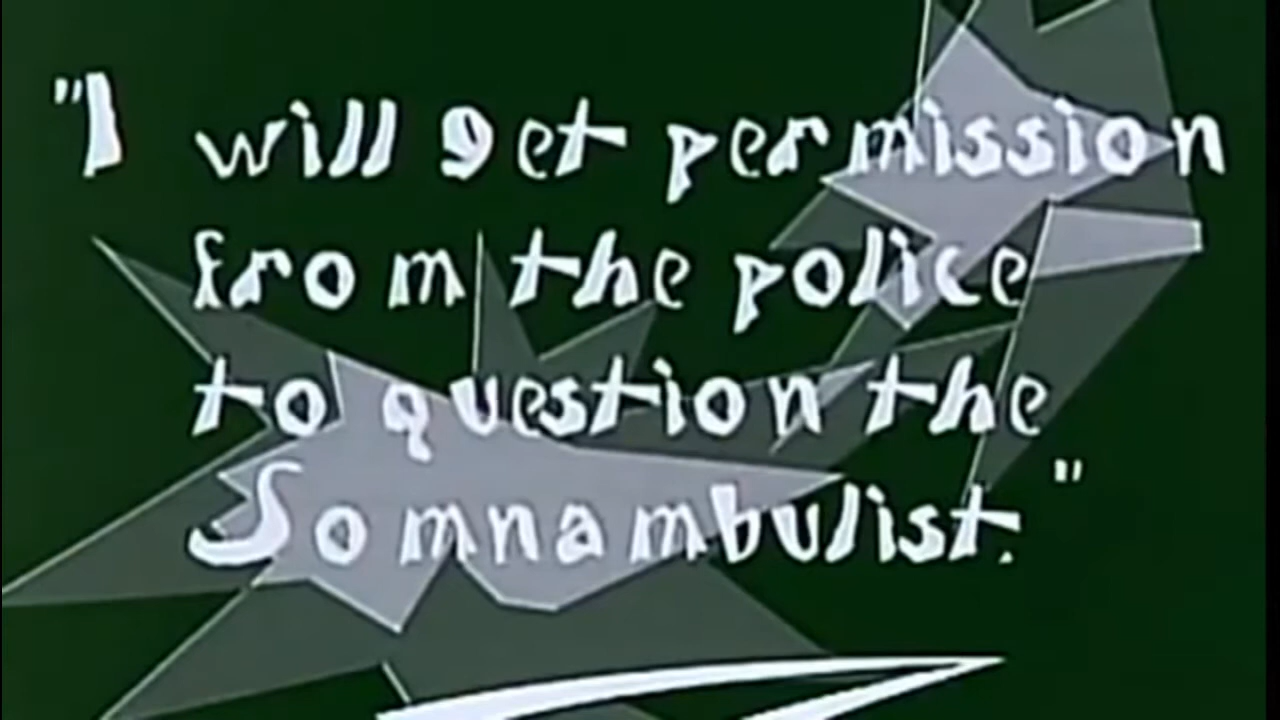 "I will get permission
from the police
to question the
Somnambulist."